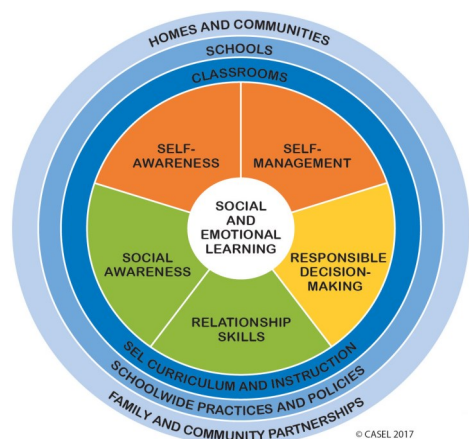 HOMES AND COMMUNITIES
SCHOOLS
CLASSROOMS
SELF-
AWARENESS
SELF-
MANAGEMENT
SOCIAL
AND
EMOTIONAL
LEARNING
SOCIAL
AWARENESS
RESPONSIBLE
DECISION-
MAKING
RELATIONSHIP
SKILLS
SEL CURRICULUM AND INSTRUCTION
SCHOOLWIDE PRACTICES AND POLICIES
FAMILY AND COMMUNITY PARTNERSHIPS
© CASEL 2017